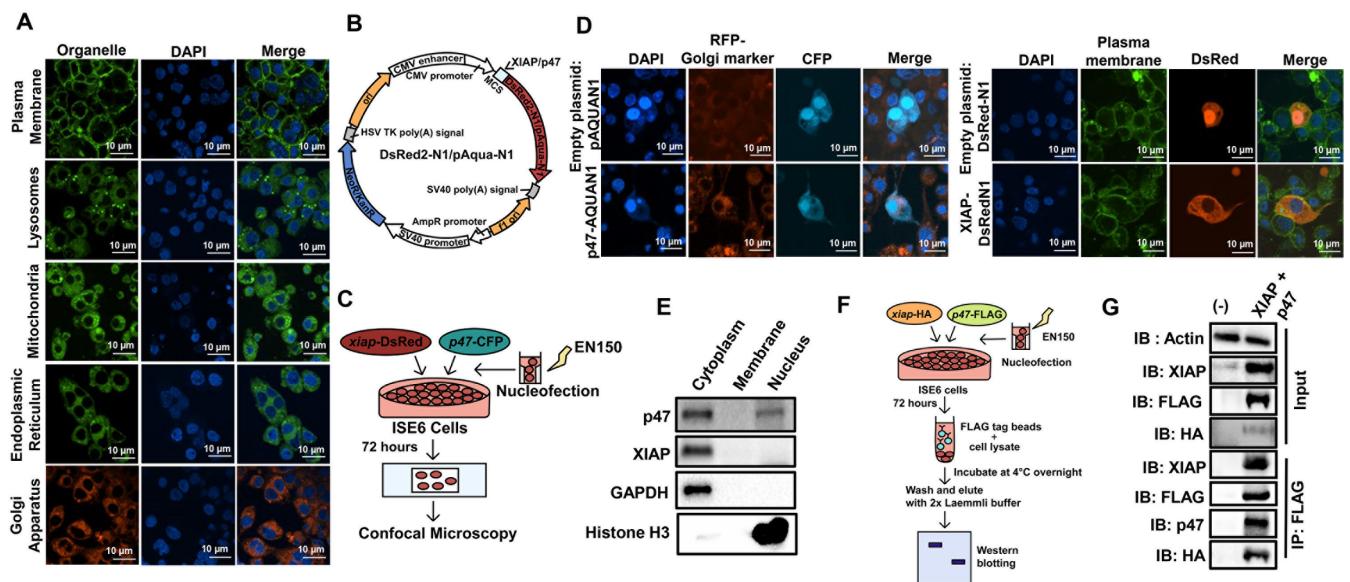 A
Organelle DAPI Merge
Plasma
Membrane
10 µm 10 µm 10 µm
Lysosomes
10 µm 10 µm 10 µm
Mitochondria
10 µm 10 µm 10 µm
Endoplasmic
Reticulum
10 µm 10 µm 10 µm
Golgi
Apparatus
10 µm 10 µm 10 µm
B
CMV enhancer
CMV promoter
MCS
XIAP/p47
DsRed2-N1/pAqua-N1
SV40 poly(A) signal
f1 ori
AmpR promoter
SV40 promoter
NeoR/KanR
HSV TK poly(A) signal
ori
DsRed2-N1/pAqua-N1
C
xiap-DsRed p47-CFP
EN150
Nucleofection
ISE6 Cells
72 hours
Confocal Microscopy
D
RFP-
DAPI Golgi marker CFP Merge
Empty plasmid:
pAQUAN1
10 µm 10 µm 10 µm 10 µm
p47-AQUAN1
10 µm 10 µm 10 µm 10 µm
Plasma
DAPI membrane DsRed Merge
Empty plasmid:
DsRed-N1
10 µm 10 µm 10 µm 10 µm
XIAP-
DsRedN1
10 µm 10 µm 10 µm 10 µm
E
Cytoplasm
Membrane
Nucleus
p47
XIAP
GAPDH
Histone H3
F
xiap-HA p47-FLAG
EN150
Nucleofection
ISE6 cells
72 hours
FLAG tag beads
+
cell lysate
Incubate at 4°C overnight
Wash and elute
with 2x Laemmli buffer
Western
blotting
G
(-)
XIAP +
p47
IB : Actin
IB: XIAP
IB: FLAG
IB: HA
Input
IB: XIAP
IB: FLAG
IB: p47
IB: HA
IP: FLAG